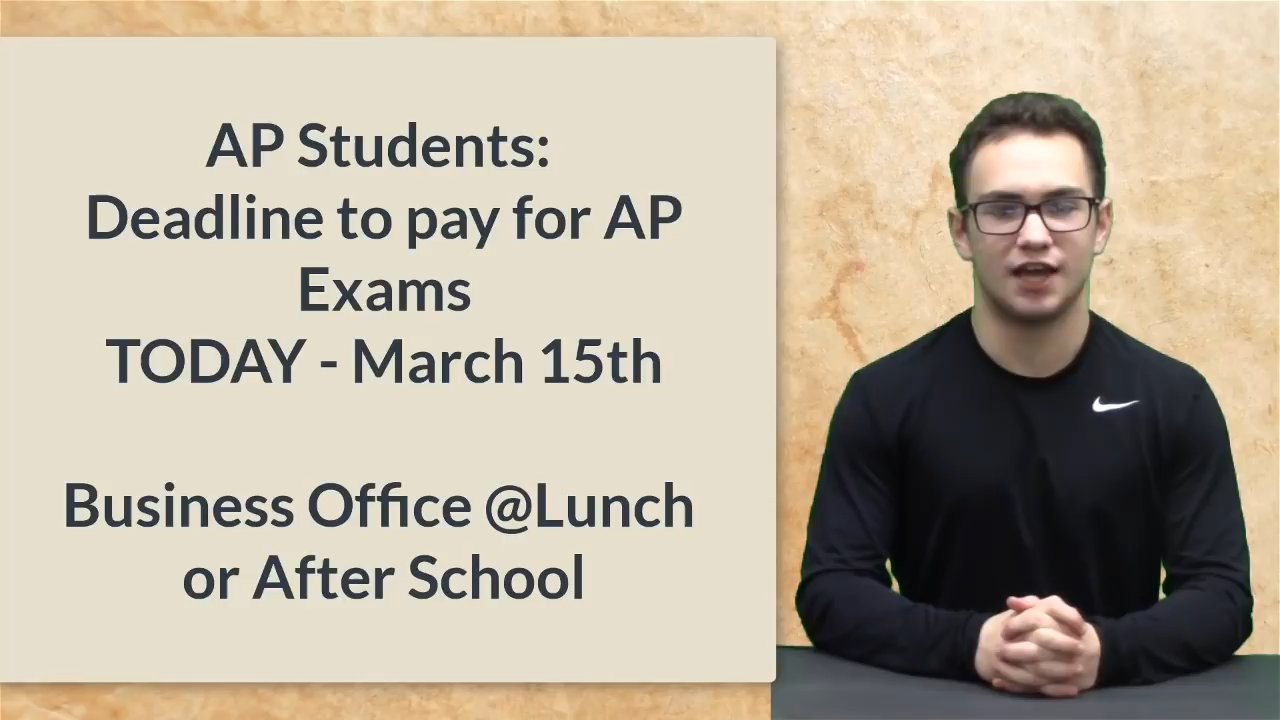 AP Students:
Deadline to pay for AP
Exams
TODAY - March 15th
Business Office @Lunch
or After School